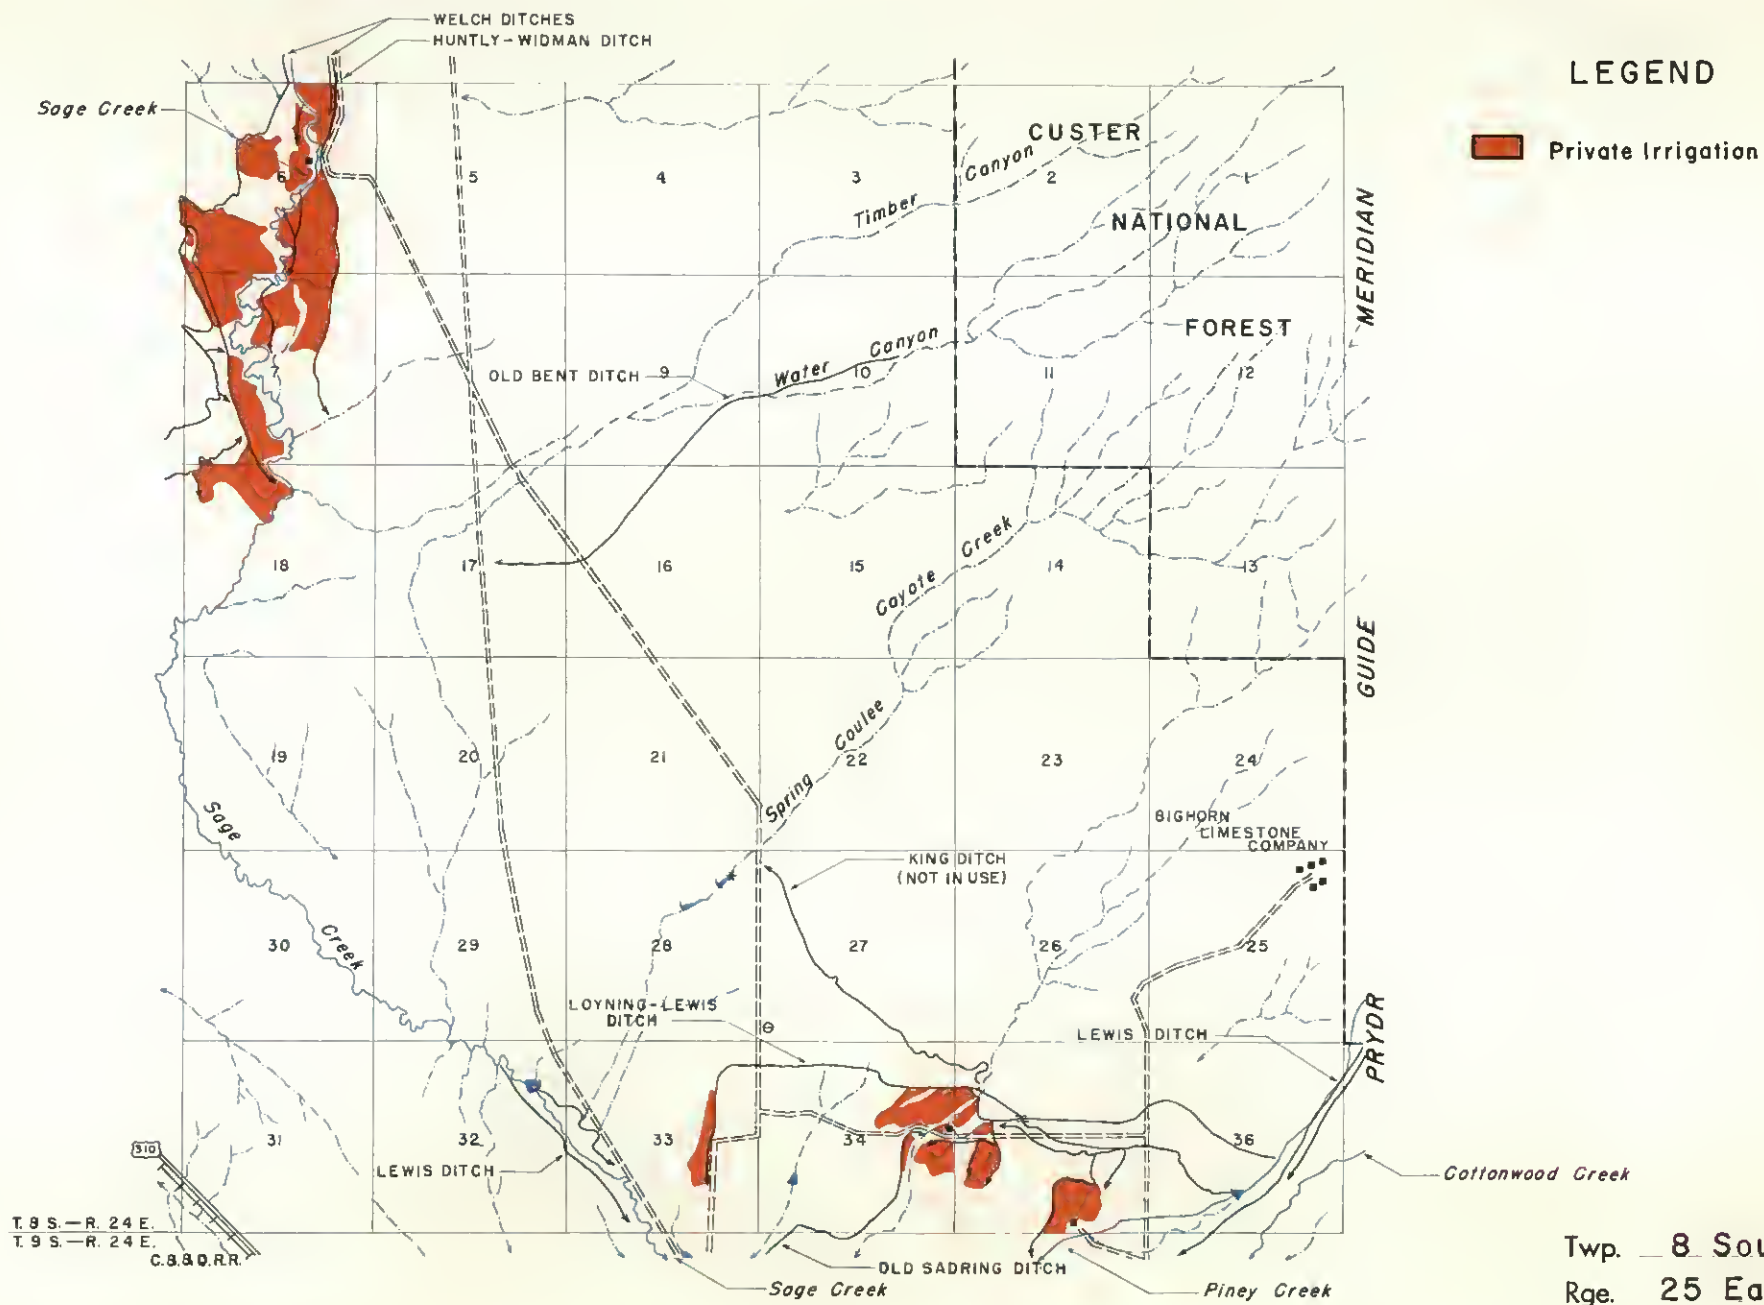 WELCH DITCHES
HUNTLY-WIDMAN DITCH
LEGEND
Sage Creek
Private Irrigation
CUSTER
Canyon
6
5
4
3
2
1
Timber
NATIONAL
MERIDIAN
FOREST
Canyon
Water
OLD BENT DITCH
7
9
10
11
12
Creek
Coyote
18
17
16
15
14
13
GUIDE
Coulee
Spring
19
20
21
22
23
24
Sage
BIGHORN
LIMESTONE
COMPANY
KING DITCH
(NOT IN USE)
Creek
30
29
28
27
26
25
LOYNING-LEWIS
DITCH
LEWIS DITCH
PRYDR
31
32
33
34
36
310
LEWIS DITCH
Cottonwood Creek
T. 8 S.—R. 24 E.
T. 9 S.—R. 24 E.
C.B.& Q.R.R.
OLD SADRING DITCH
Sage Creek
Piney Creek
Twp. 8 Sou
Rge. 25 Ea